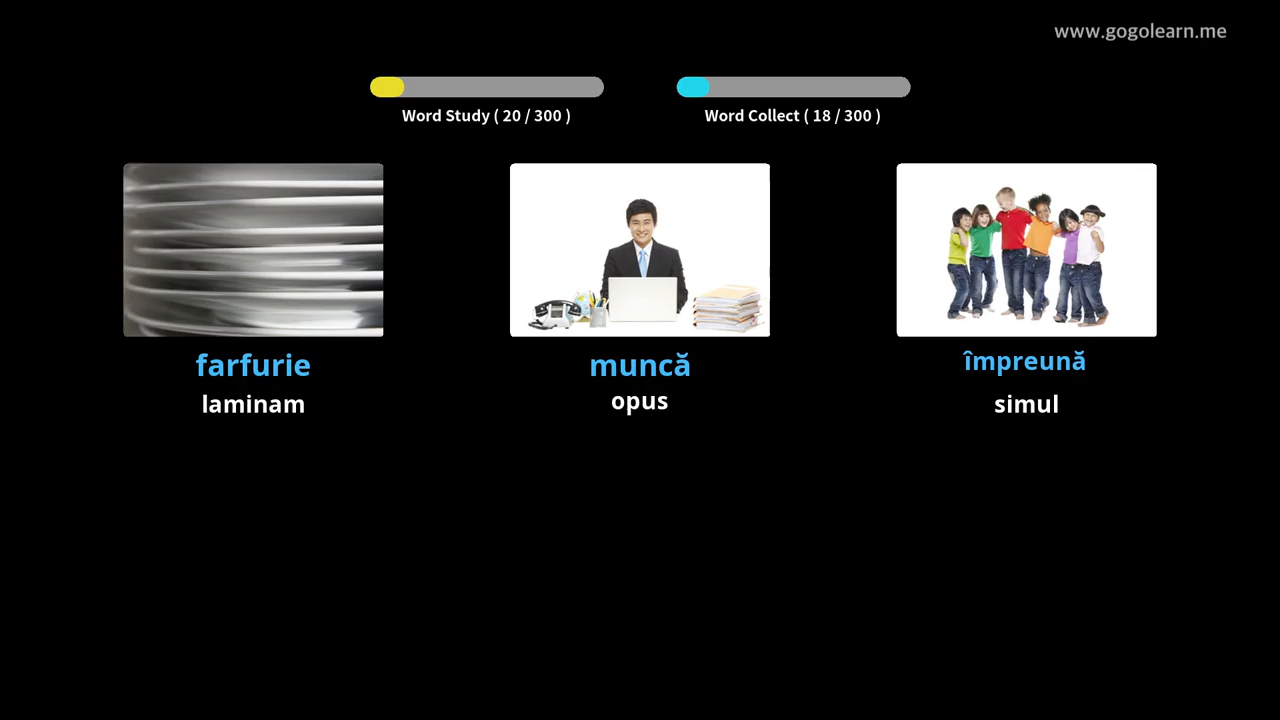 www.gogolearn.me
Word Study ( 20 / 300 )
Word Collect ( 18 / 300 )
farfurie
laminam
muncă
opus
împreună
simul